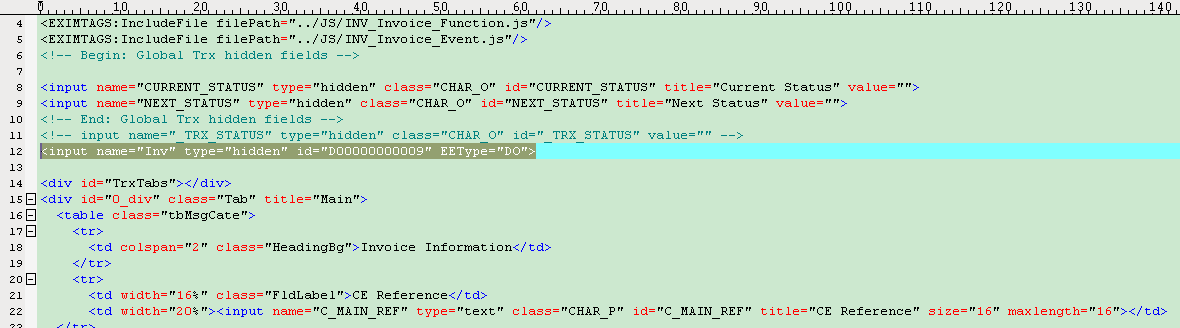 0 10 20 30 40 50 60 70 80 90 100 110 120 130 140
4 <EXIMTAGS:IncludeFile filePath="../JS/INV_Invoice_Function.js"/>
5 <EXIMTAGS:IncludeFile filePath="../JS/INV_Invoice_Event.js"/>
6 <!-- Begin: Global Trx hidden fields -->
7
8 <input name="CURRENT_STATUS" type="hidden" class="CHAR_O" id="CURRENT_STATUS" title="Current Status" value="">
9 <input name="NEXT_STATUS" type="hidden" class="CHAR_O" id="NEXT_STATUS" title="Next Status" value="">
10 <!-- End: Global Trx hidden fields -->
11 <!-- input name="_TRX_STATUS" type="hidden" class="CHAR_O" id="_TRX_STATUS" value="" -->
12 <input name="Inv" type="hidden" id="D00000000009" EEType="DO">
13
14 <div id="TrxTabs"></div>
15 <div id="O_div" class="Tab" title="Main">
16 <table class="tbMsgCate">
17 <tr>
18 <td colspan="2" class="HeadingBg">Invoice Information</td>
19 </tr>
20 <tr>
21 <td width="16%" class="FldLabel">CE Reference</td>
22 <td width="20%"><input name="C_MAIN_REF" type="text" class="CHAR_P" id="C_MAIN_REF" title="CE Reference" size="16" maxlength="16"></td>
23 </tr>